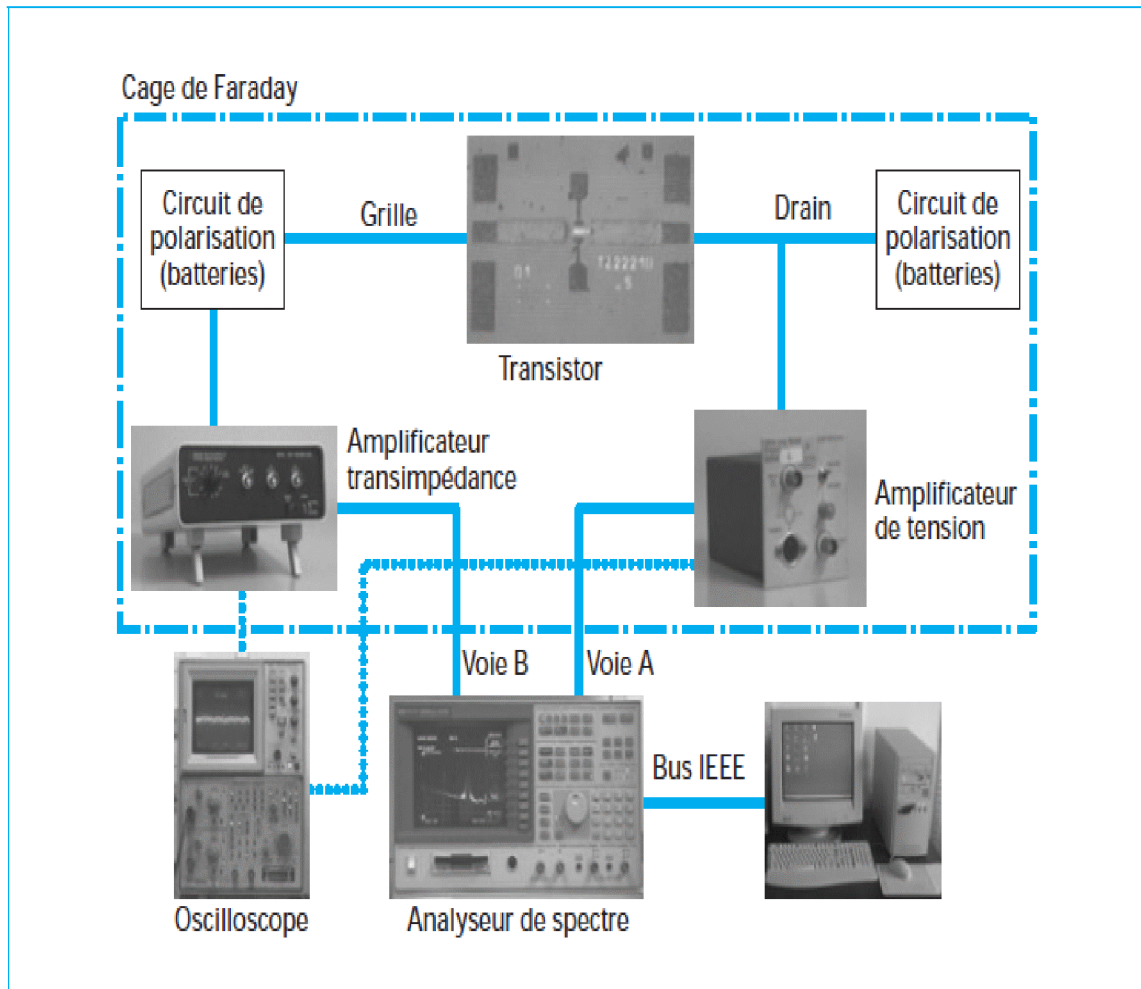 Cage de Faraday
Circuit de
polarisation
(batteries)
Grille
Drain
Circuit de
polarisation
(batteries)
Transistor
Amplificateur
transimpédance
Amplificateur
de tension
Voie B
Voie A
Bus IEEE
Oscilloscope
Analyseur de spectre